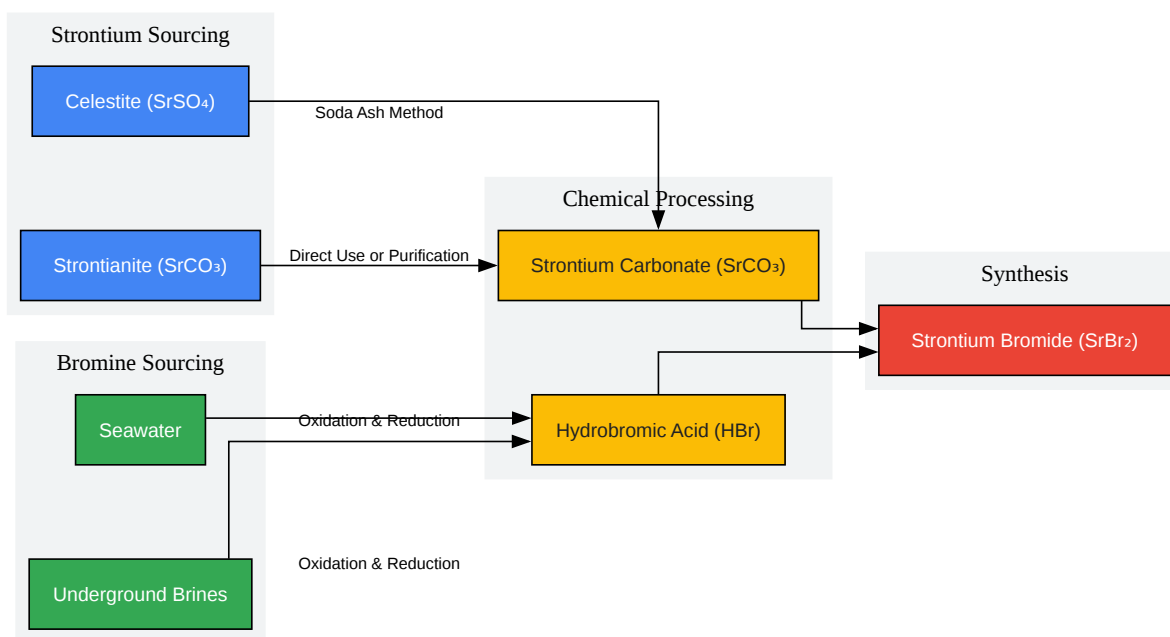 Strontium Sourcing
Celestite (SrSO₄)
Soda Ash Method
Chemical Processing
Strontianite (SrCO₃)
Direct Use or Purification
Strontium Carbonate (SrCO₃)
Synthesis
Strontium Bromide (SrBr₂)
Bromine Sourcing
Seawater
Oxidation & Reduction
Hydrobromic Acid (HBr)
Underground Brines
Oxidation & Reduction